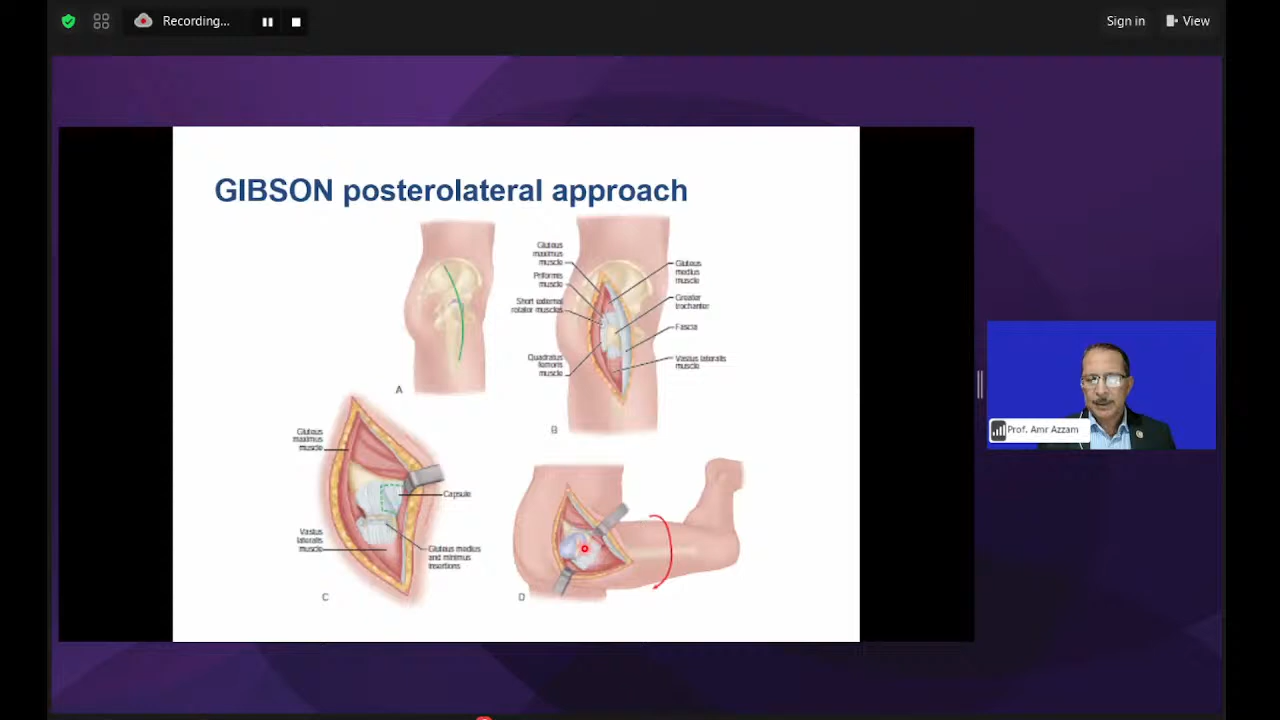 Recording...
Sign in
View
GIBSON posterolateral approach
Gluteus
maximus
muscle
Piriformis
muscle
Short external
rotator muscles
Quadratus
femoris
muscle
Gluteus
medius
muscle
Greater
trochanter
Fascia
Vastus lateralis
muscle
A
B
Gluteus
maximus
muscle
Vastus
lateralis
muscle
Capsule
Gluteus medius
and minimus
insertions
C
D
Prof. Amr Azzam